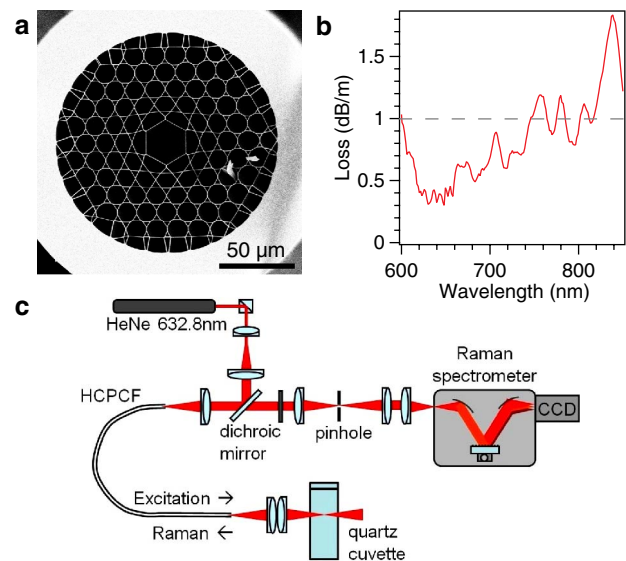 a
50 µm
b
Loss (dB/m)
1.5
1
0.5
0
600
700
800
Wavelength (nm)
c
HeNe 632.8nm
HCPCF
dichroic
mirror
pinhole
Raman
spectrometer
CCD
Excitation →
Raman ←
quartz
cuvette